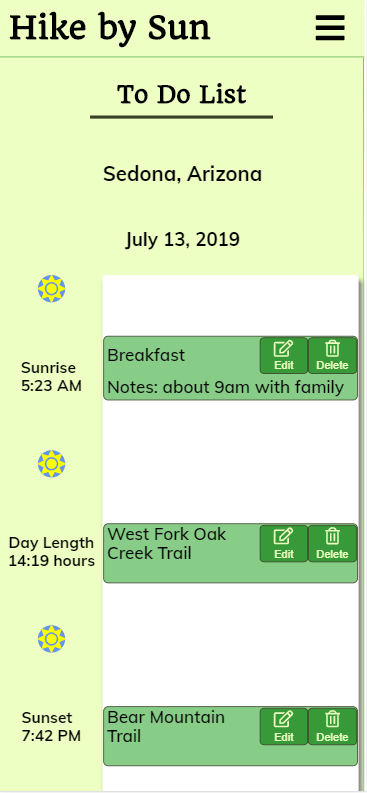 Hike by Sun
To Do List
Sedona, Arizona
July 13, 2019
Sunrise
5:23 AM
Breakfast
Edit
Delete
Notes: about 9am with family
Day Length
14:19 hours
West Fork Oak
Creek Trail
Edit
Delete
Sunset
7:42 PM
Bear Mountain
Trail
Edit
Delete